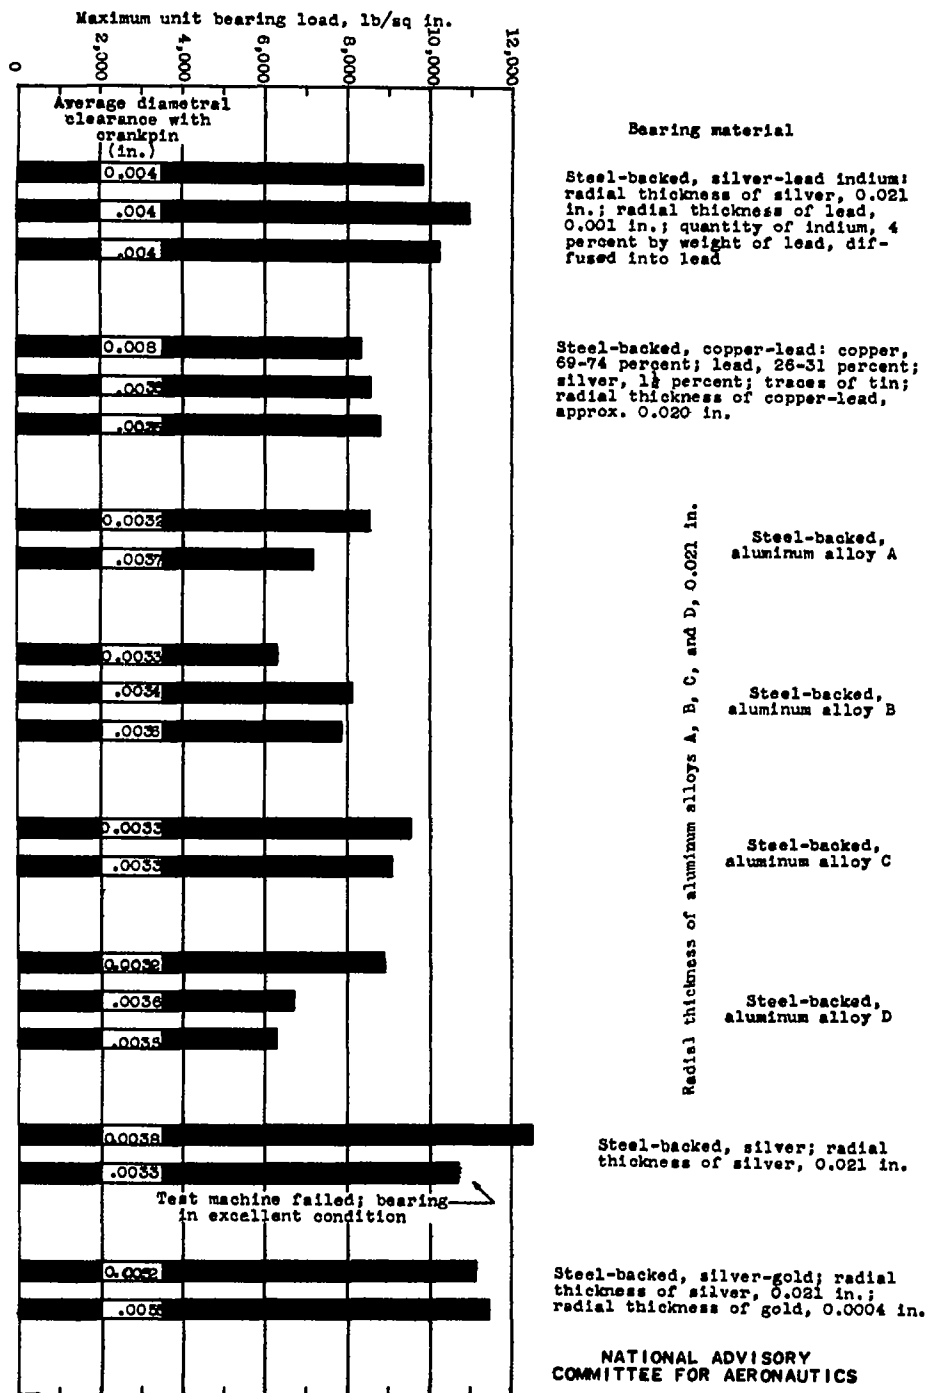 Maximum unit bearing load, lb/sq in.
0
2,000
4,000
6,000
8,000
10,000
12,000
Average diametral
clearance with
crankpin
(in.)
Bearing material
0.004
.004
.004
Steel-backed, silver-lead indium:
radial thickness of silver, 0.021
in.; radial thickness of lead,
0.001 in.; quantity of indium, 4
percent by weight of lead, dif-
fused into lead
0.008
.0035
Steel-backed, copper-lead: copper,
69-74 percent; lead, 26-31 percent;
silver, percent; traces of tin;
radial thickness of copper-lead,
approx. 0.020 in.
Radial thickness of aluminum alloys A, B, C, and D, 0.021 in.
0.0032
.0037
Steel-backed,
aluminum alloy A
0.0033
.0034
.0035
Steel-backed,
aluminum alloy B
0.0033
.0033
Steel-backed,
aluminum alloy C
0.0032
.0036
.0035
Steel-backed,
aluminum alloy D
0.0038
.0033
Steel-backed, silver; radial
thickness of silver, 0.021 in.
Test machine failed; bearing
in excellent condition
Steel-backed, silver-gold; radial
thickness of silver, 0.021 in.;
radial thickness of gold, 0.0004 in.
NATIONAL ADVISORY
COMMITTEE FOR AERONAUTICS